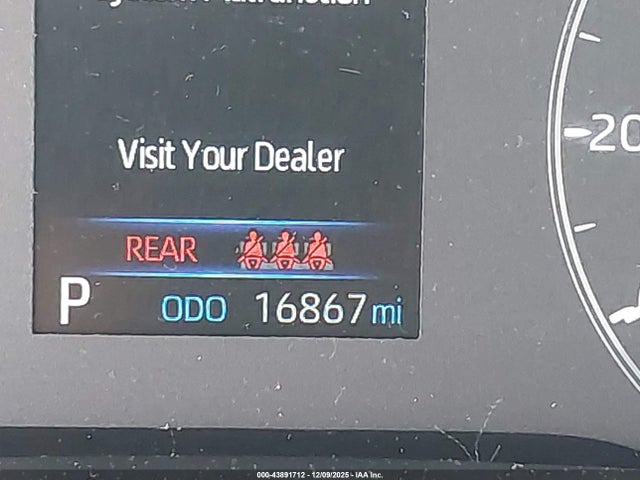 Visit Your Dealer
REAR
P ODO 16867 mi
20
000-43891712 - 12/09/2025 - IAA Inc.